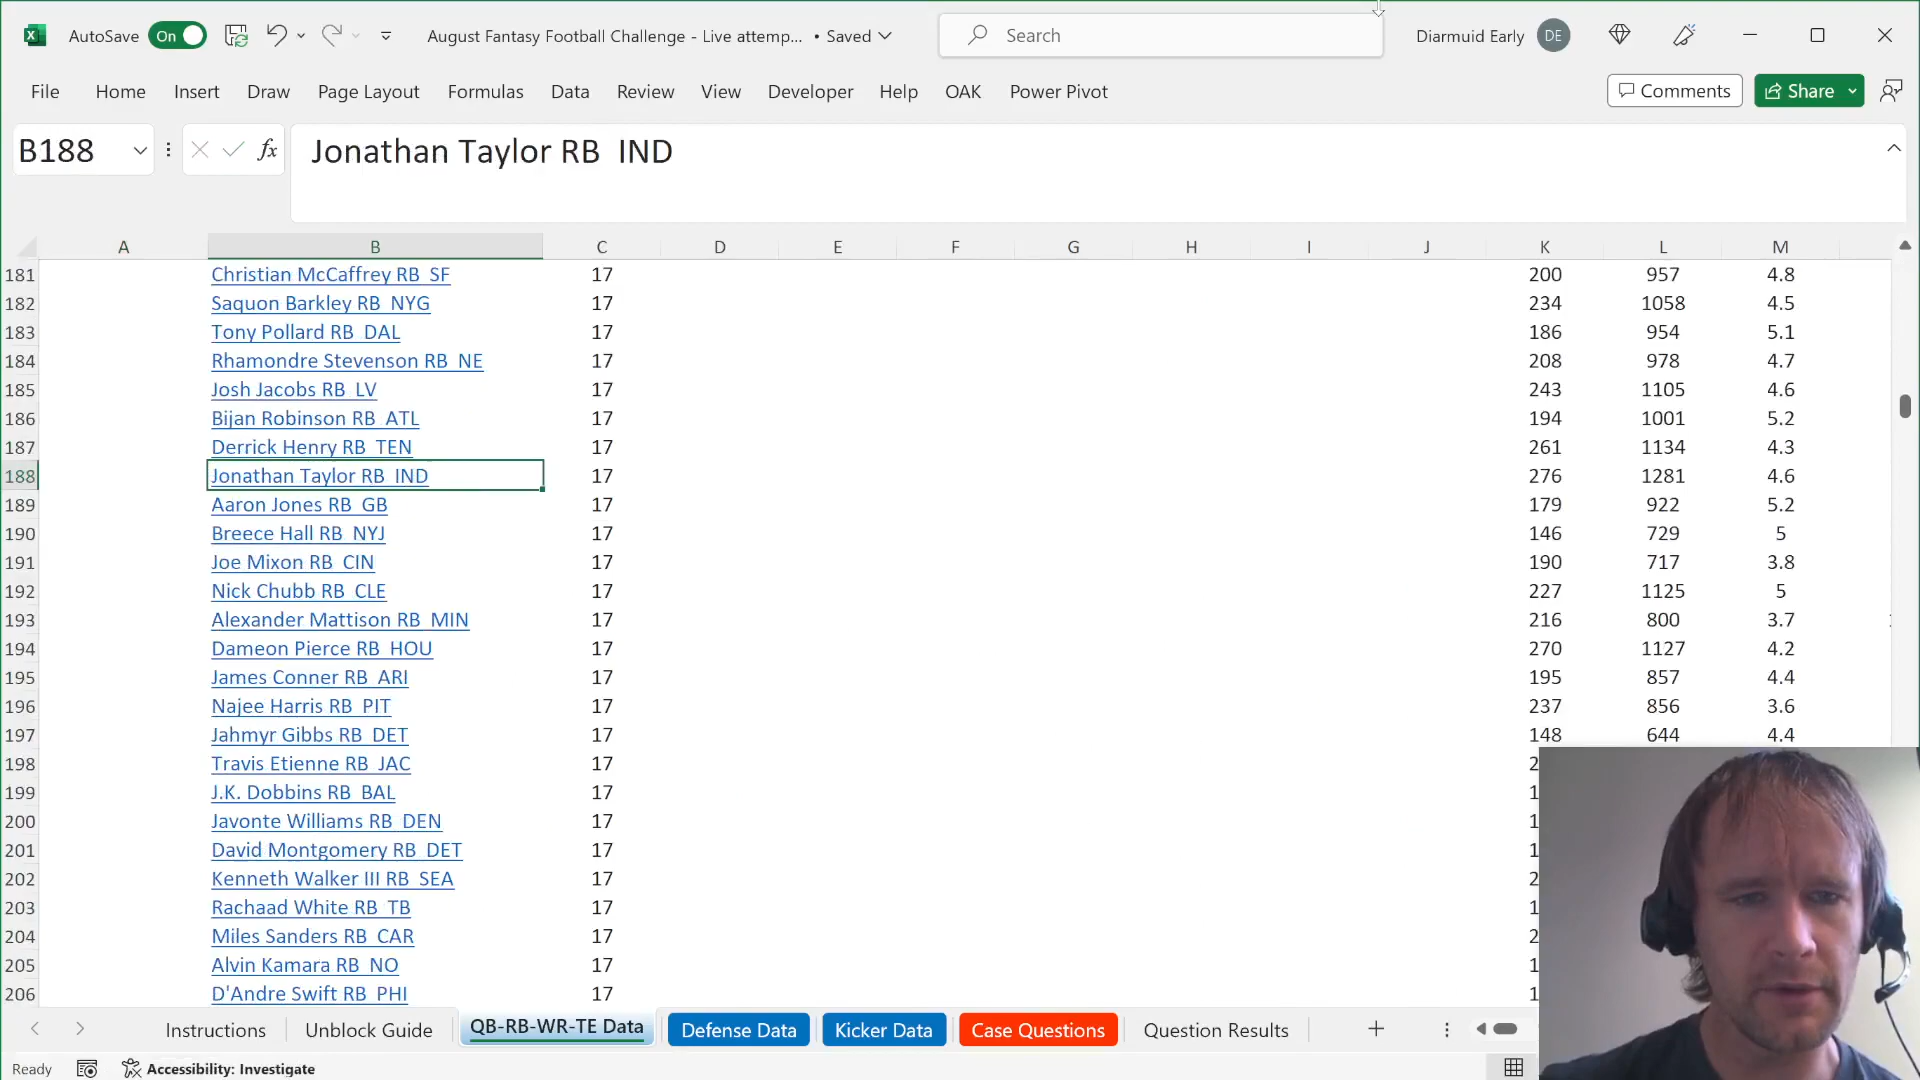 AutoSave On August Fantasy Football Challenge - Live attemp... • Saved Search Diarmuid Early DE
File Home Insert Draw Page Layout Formulas Data Review View Developer Help OAK Power Pivot Comments Share
B188 fx Jonathan Taylor RB  IND
A B C D E F G H I J K L M
181 Christian McCaffrey RB  SF 17 200 957 4.8
182 Saquon Barkley RB  NYG 17 234 1058 4.5
183 Tony Pollard RB  DAL 17 186 954 5.1
184 Rhamondre Stevenson RB  NE 17 208 978 4.7
185 Josh Jacobs RB  LV 17 243 1105 4.6
186 Bijan Robinson RB  ATL 17 194 1001 5.2
187 Derrick Henry RB  TEN 17 261 1134 4.3
188 Jonathan Taylor RB  IND 17 276 1281 4.6
189 Aaron Jones RB  GB 17 179 922 5.2
190 Breece Hall RB  NYJ 17 146 729 5
191 Joe Mixon RB  CIN 17 190 717 3.8
192 Nick Chubb RB  CLE 17 227 1125 5
193 Alexander Mattison RB  MIN 17 216 800 3.7
194 Dameon Pierce RB  HOU 17 270 1127 4.2
195 James Conner RB  ARI 17 195 857 4.4
196 Najee Harris RB  PIT 17 237 856 3.6
197 Jahmyr Gibbs RB  DET 17 148 644 4.4
198 Travis Etienne RB  JAC 17 2
199 J.K. Dobbins RB  BAL 17 1
200 Javonte Williams RB  DEN 17 1
201 David Montgomery RB  DET 17 1
202 Kenneth Walker III RB  SEA 17 2
203 Rachaad White RB  TB 17 1
204 Miles Sanders RB  CAR 17 2
205 Alvin Kamara RB  NO 17 1
206 D'Andre Swift RB  PHI 17 1
Instructions Unblock Guide QB-RB-WR-TE Data Defense Data Kicker Data Case Questions Question Results
Ready Accessibility: Investigate